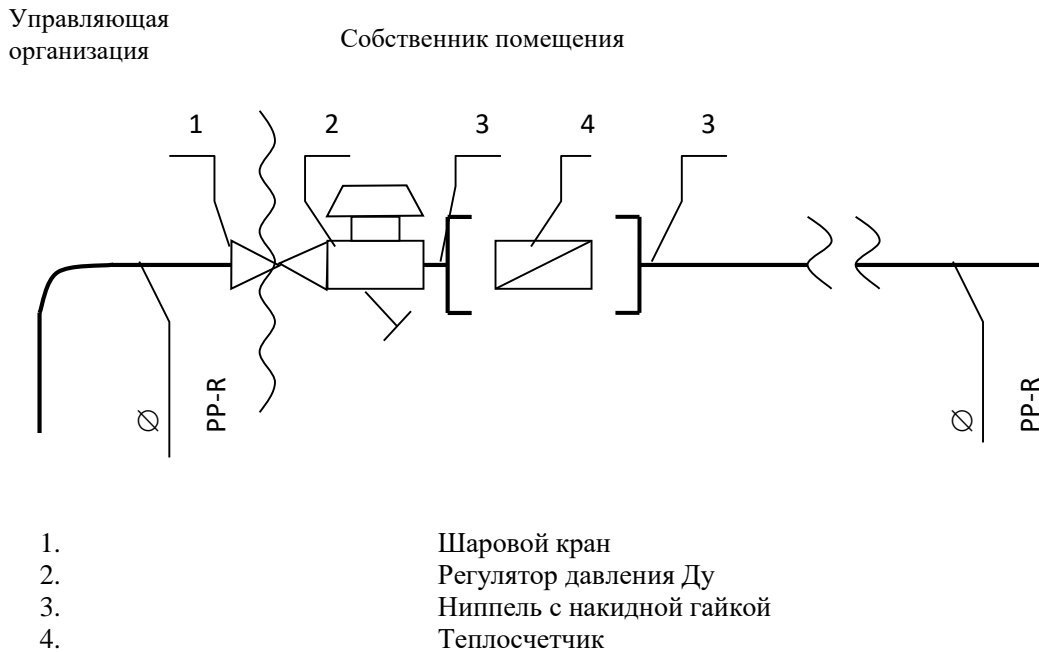 Управляющая
организация
Собственник помещения
1 2 3 4 3
∅ PP-R ∅ PP-R
1. Шаровой кран
2. Регулятор давления Ду
3. Ниппель с накидной гайкой
4. Теплосчетчик